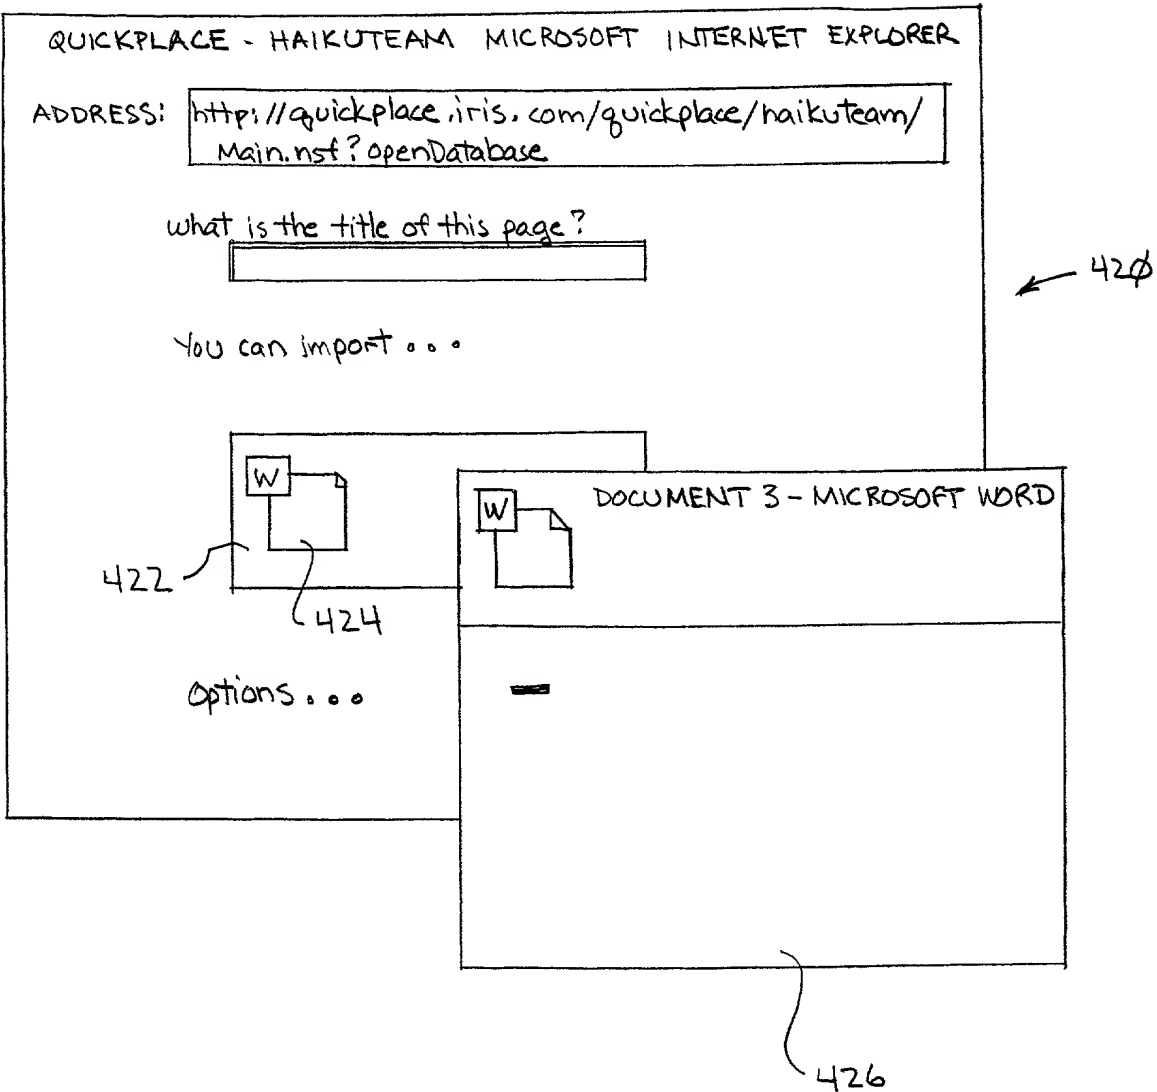 QUICKPLACE - HAIKUTEAM MICROSOFT INTERNET EXPLORER
ADDRESS: http://quickplace.iris.com/quickplace/haikuteam/
Main.nsf?OpenDatabase
What is the title of this page?
420
You can import...
W
W DOCUMENT 3 - MICROSOFT WORD
422
424
Options...
426